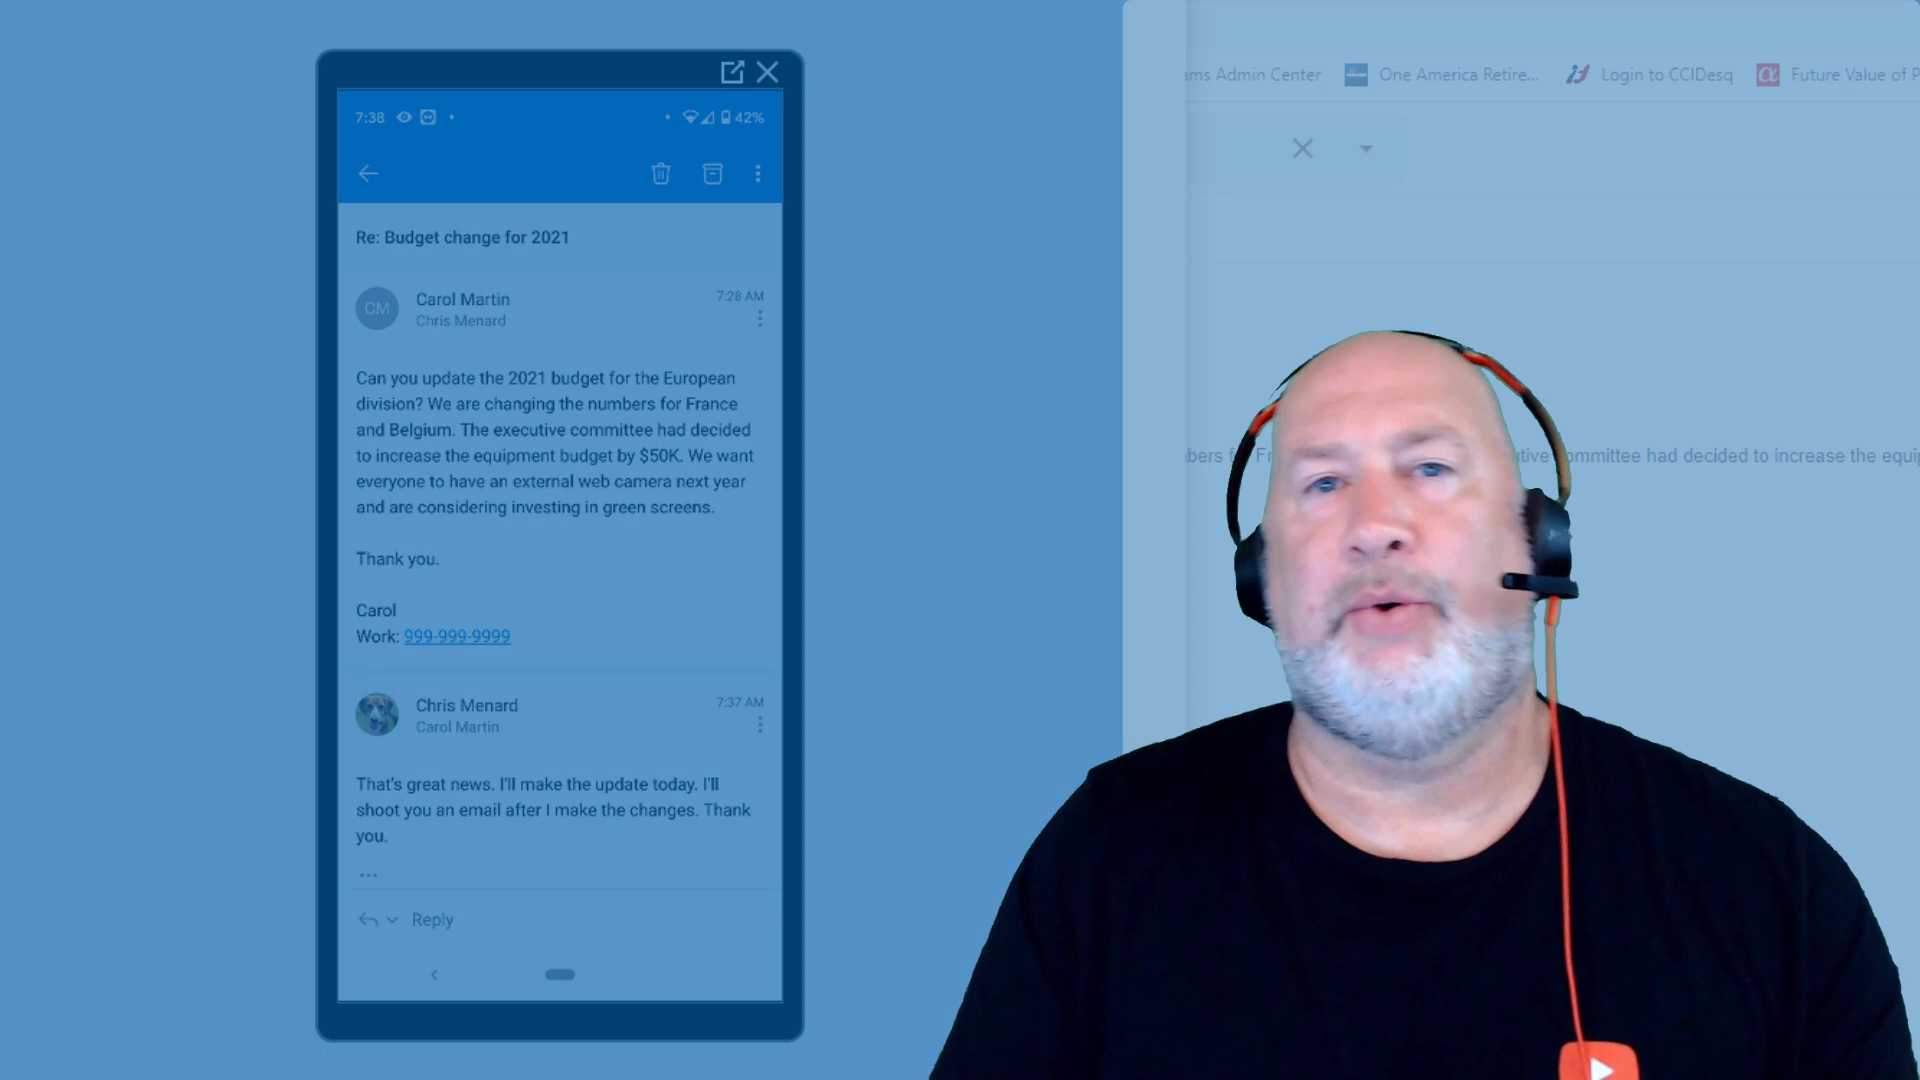 7:38
42%
Re: Budget change for 2021
CM
Carol Martin
7:28 AM
Chris Menard
Can you update the 2021 budget for the European
division? We are changing the numbers for France
and Belgium. The executive committee had decided
to increase the equipment budget by $50K. We want
everyone to have an external web camera next year
and are considering investing in green screens.
Thank you.
Carol
Work: 999-999-9999
Chris Menard
7:37 AM
Carol Martin
That's great news. I'll make the update today. I'll
shoot you an email after I make the changes. Thank
you.
...
Reply
Admin Center
One America Retire...
Login to CCIDesq
Future Value of
committee had decided to increase the